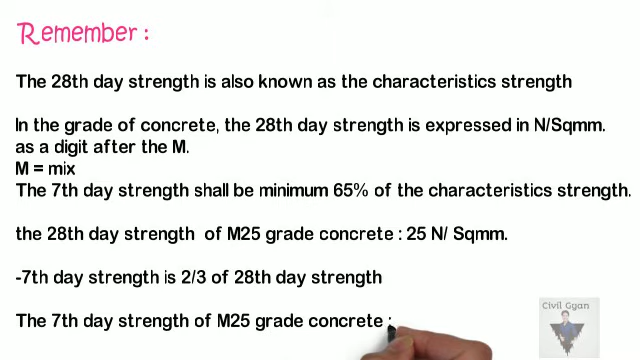 Remember :
The 28th day strength is also known as the characteristics strength
In the grade of concrete, the 28th day strength is expressed in N/Sqmm.
as a digit after the M.
M = mix
The 7th day strength shall be minimum 65% of the characteristics strength.
the 28th day strength of M25 grade concrete : 25 N/ Sqmm.
-7th day strength is 2/3 of 28th day strength
The 7th day strength of M25 grade concrete :
Civil Gyan